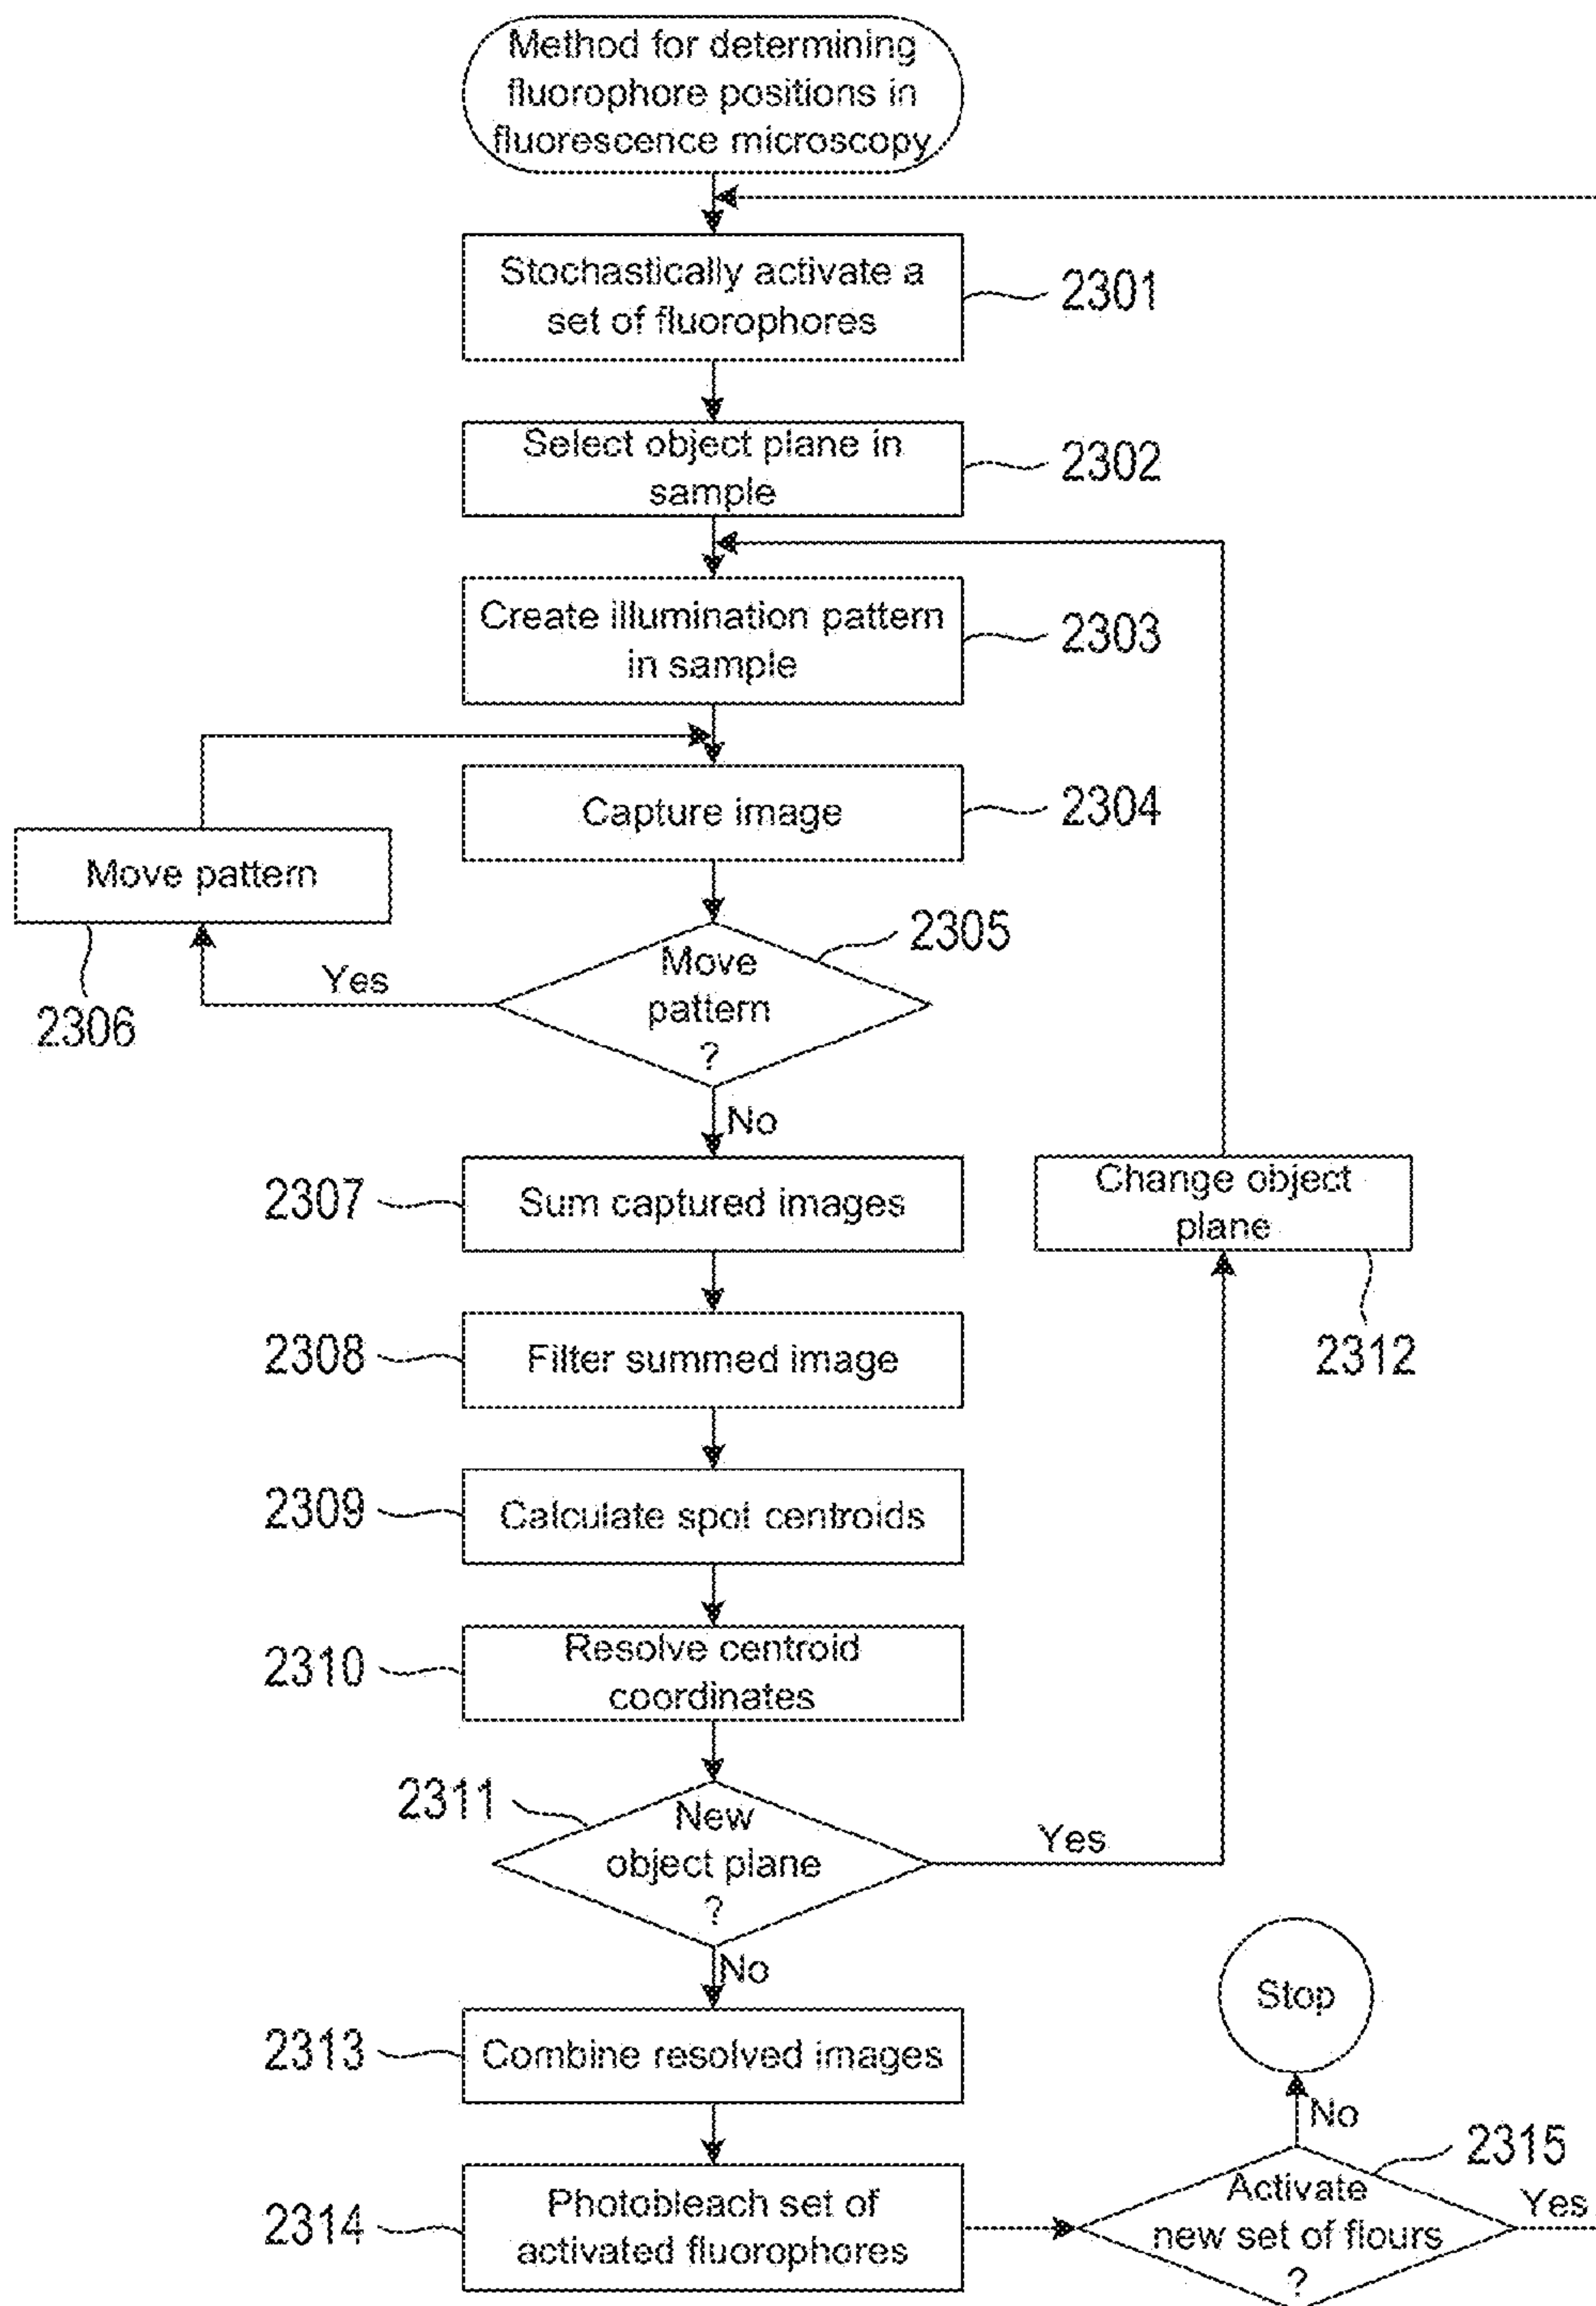 Method for determining
fluorophore positions in
fluorescence microscopy
Stochastically activate a
set of fluorophores
2301
Select object plane in
sample
2302
Create illumination pattern
in sample
2303
Capture image
2304
Move pattern
2306
Yes
Move
pattern
?
2305
No
2307
Sum captured images
Change object
plane
2312
2308
Filter summed image
2309
Calculate spot centroids
2310
Resolve centroid
coordinates
2311
New
object plane
?
Yes
No
2313
Combine resolved images
2314
Photobleach set of
activated fluorophores
Stop
No
2315
Activate
new set of flours
?
Yes